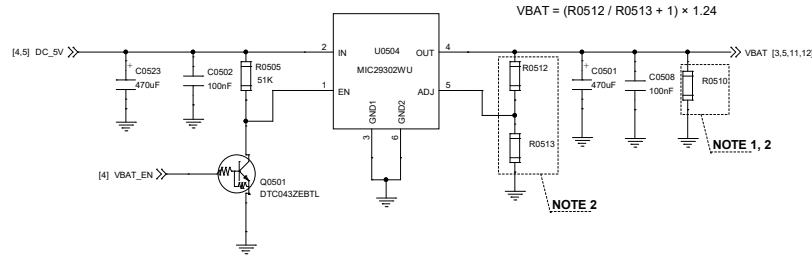 VBAT = (R0512 / R0513 + 1) × 1.24
[4,5] DC_5V
2 IN
U0504
OUT 4
VBAT [3,5,11,12]
+
C0523
470uF
C0502
100nF
R0505
51K
MIC29302WU
1 EN
ADJ 5
GND1
GND2
3
6
R0512
R0513
+
C0501
470uF
C0508
100nF
R0510
NOTE 1, 2
NOTE 2
[4] VBAT_EN
Q0501
DTC043ZEBTL